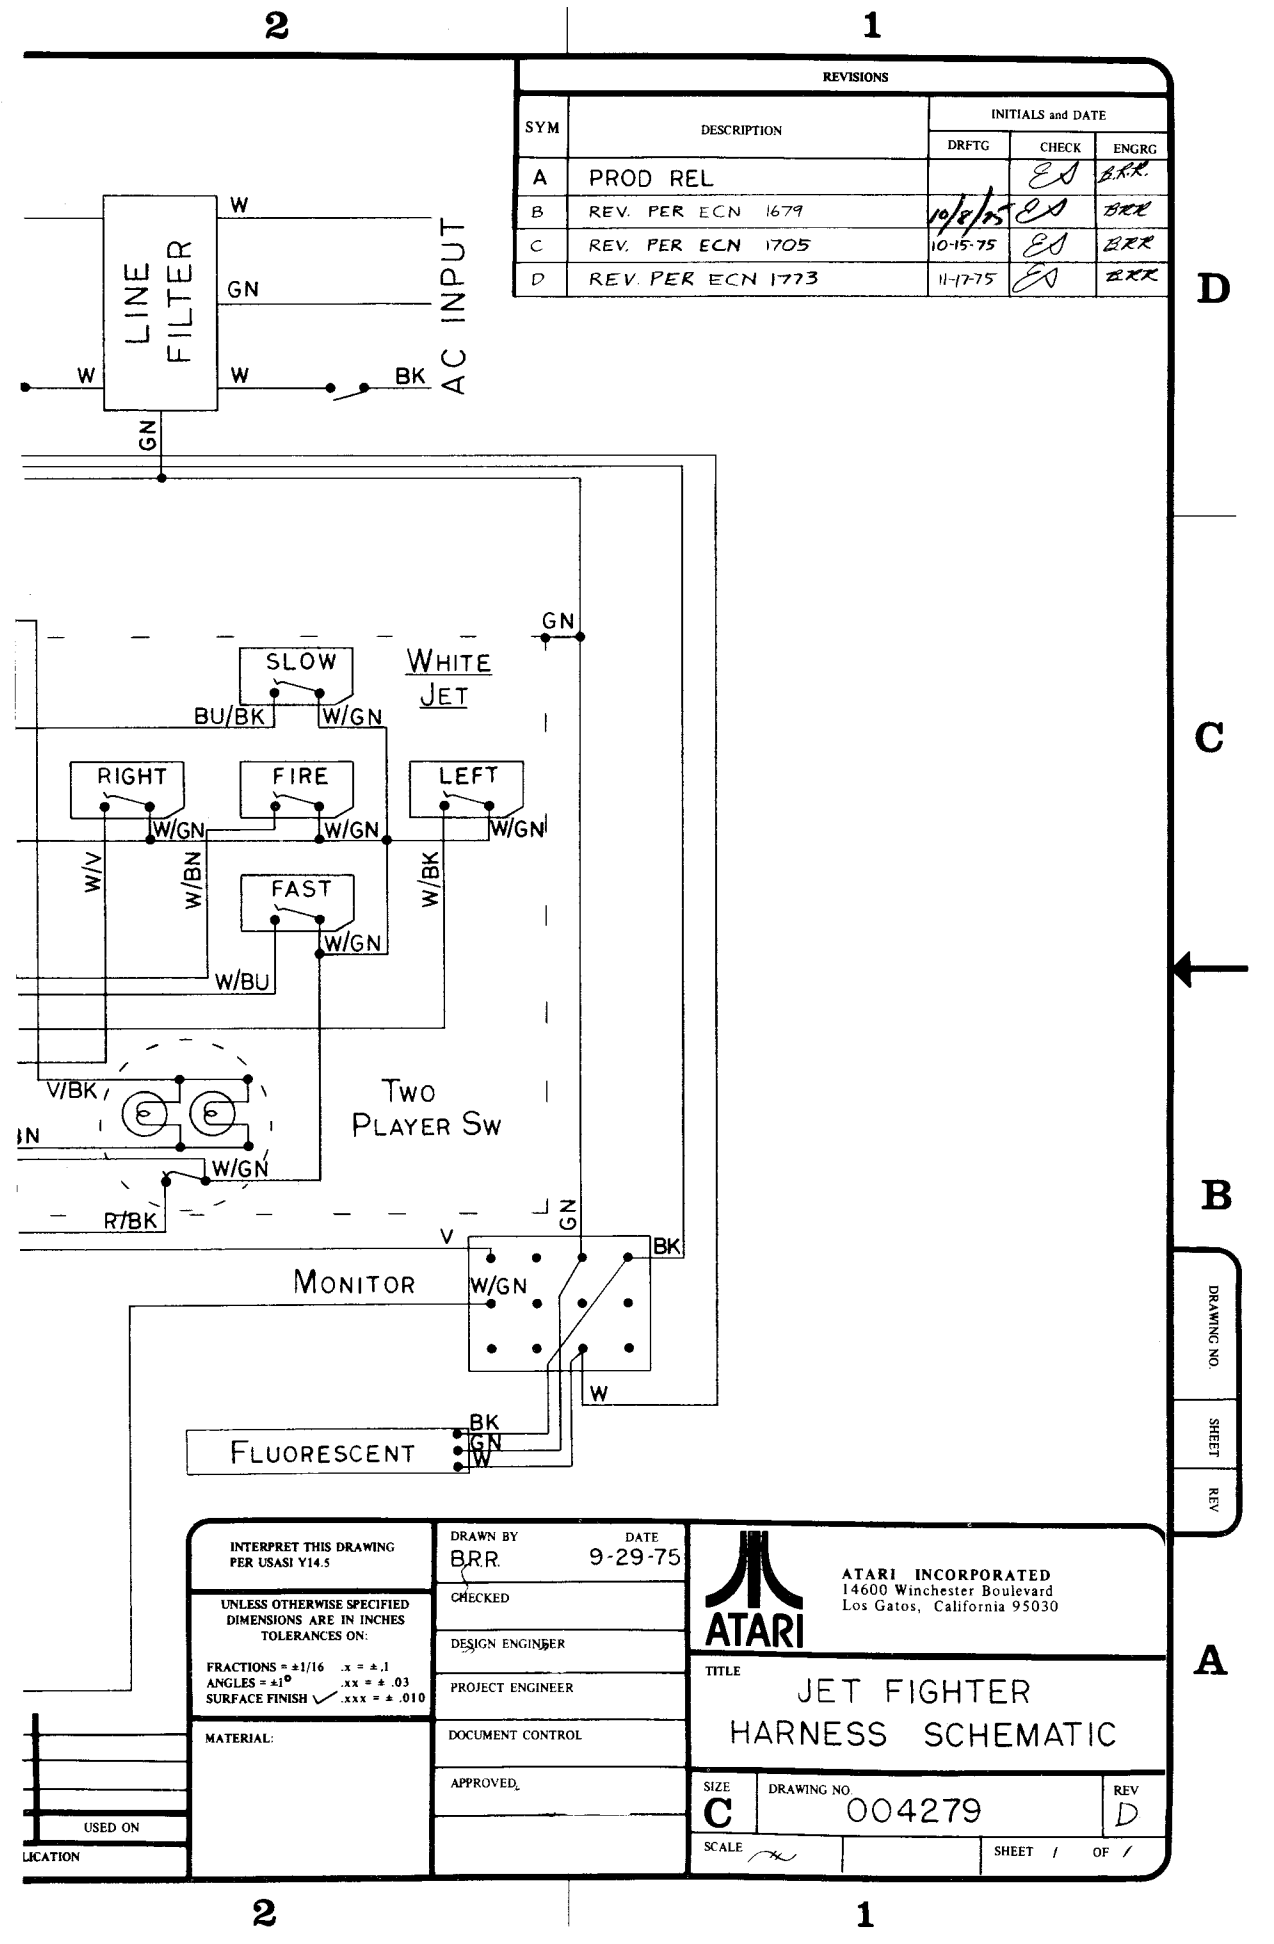 2 1
REVISIONS
SYM DESCRIPTION INITIALS and DATE
DRFTG CHECK ENGRG
A PROD REL ES B.R.R.
B REV. PER ECN 1679 10/8/75 ES BRR
C REV. PER ECN 1705 10-15-75 ES BRR
D REV. PER ECN 1773 11-17-75 ES BRR
LINE
FILTER
W
GN
W
W
BK
AC INPUT
GN
D
GN
SLOW
WHITE
JET
BU/BK W/GN
C
RIGHT FIRE LEFT
W/GN W/GN W/GN
W/V
W/BN
W/BK
FAST
W/GN
W/BU
V/BK
TWO
PLAYER SW
BN
W/GN
R/BK
GN
B
V
BK
MONITOR
W/GN
DRAWING NO.
SHEET
REV
W
BK
GN
W
FLUORESCENT
INTERPRET THIS DRAWING
PER USASI Y14.5
UNLESS OTHERWISE SPECIFIED
DIMENSIONS ARE IN INCHES
TOLERANCES ON:
FRACTIONS = ±1/16 .x = ± .1
ANGLES = ±1° .xx = ± .03
SURFACE FINISH √ .xxx = ± .010
MATERIAL:
DRAWN BY DATE
B.R.R. 9-29-75
CHECKED
DESIGN ENGINEER
PROJECT ENGINEER
DOCUMENT CONTROL
APPROVED
ATARI
ATARI INCORPORATED
14600 Winchester Boulevard
Los Gatos, California 95030
TITLE
JET FIGHTER
HARNESS SCHEMATIC
SIZE
C
DRAWING NO.
004279
REV
D
SCALE
SHEET 1 OF 1
A
USED ON
LICATION
2 1